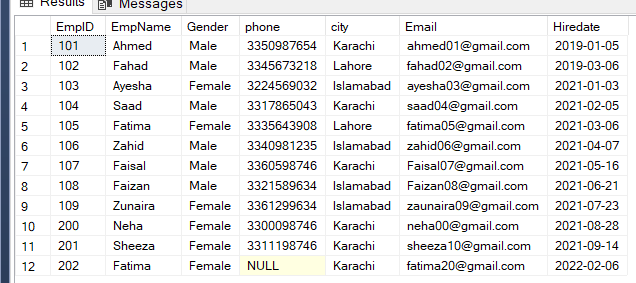 Results Messages
EmpID EmpName Gender phone city Email Hiredate
1 101 Ahmed Male 3350987654 Karachi ahmed01@gmail.com 2019-01-05
2 102 Fahad Male 3345673218 Lahore fahad02@gmail.com 2019-03-06
3 103 Ayesha Female 3224569032 Islamabad ayesha03@gmail.com 2021-01-03
4 104 Saad Male 3317865043 Karachi saad04@gmail.com 2021-02-05
5 105 Fatima Female 3335643908 Lahore fatima05@gmail.com 2021-03-06
6 106 Zahid Male 3340981235 Islamabad zahid06@gmail.com 2021-04-07
7 107 Faisal Male 3360598746 Karachi Faisal07@gmail.com 2021-05-16
8 108 Faizan Male 3321589634 Islamabad Faizan08@gmail.com 2021-06-21
9 109 Zunaira Female 3361299634 Islamabad zaunaira09@gmail.com 2021-07-23
10 200 Neha Female 3300098746 Karachi neha00@gmail.com 2021-08-28
11 201 Sheeza Female 3311198746 Karachi sheeza10@gmail.com 2021-09-14
12 202 Fatima Female NULL Karachi fatima20@gmail.com 2022-02-06